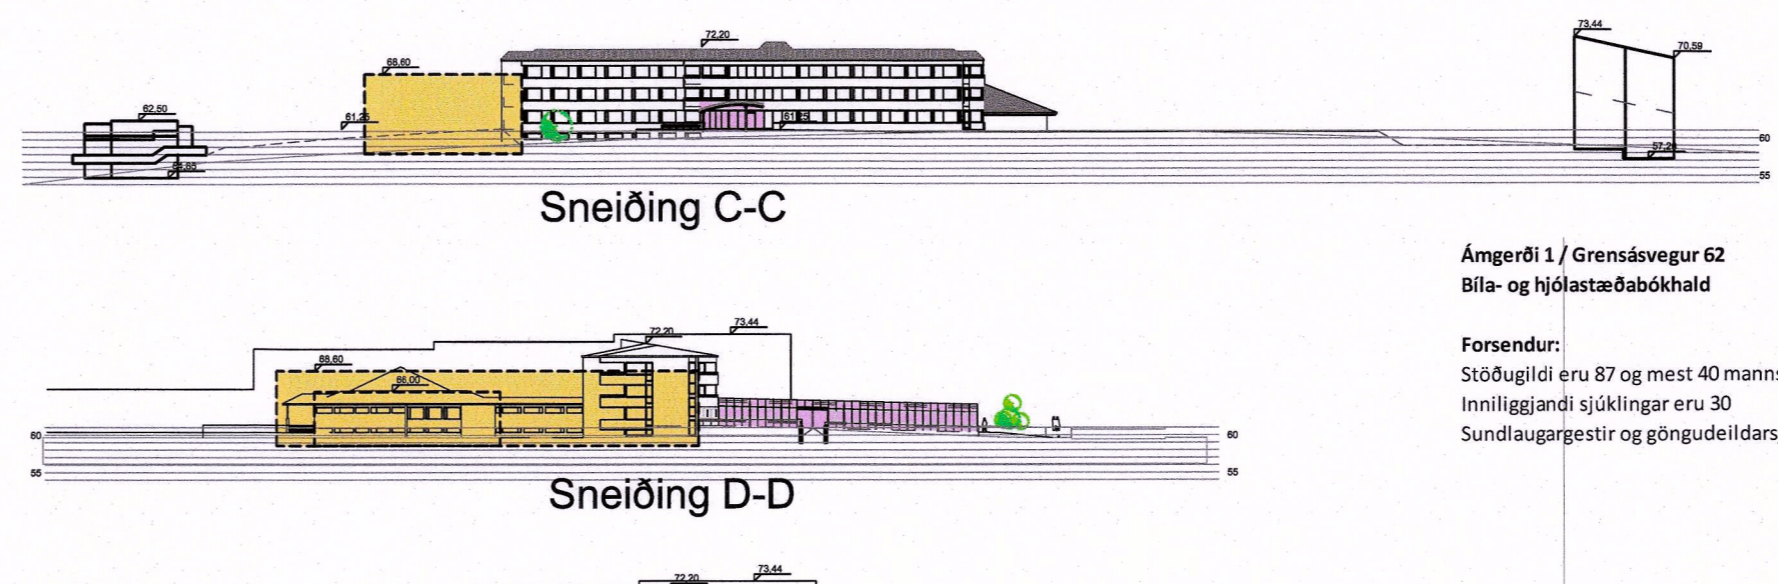 73,44
72,20
70,59
68,60
62,50
61,25
61,25
60
57,2
55
Sneiðing C-C
Ámgerði 1 / Grensásvegur 62
Bíla- og hjólastæðabókhald
Forsendur:
Stöðugildi eru 87 og mest 40 manns
Inniliggjandi sjúklingar eru 30
Sundlaugargestir og göngudeildars
73,44
72,20
68,60
66,00
60
60
55
55
Sneiðing D-D
73,44
72,20